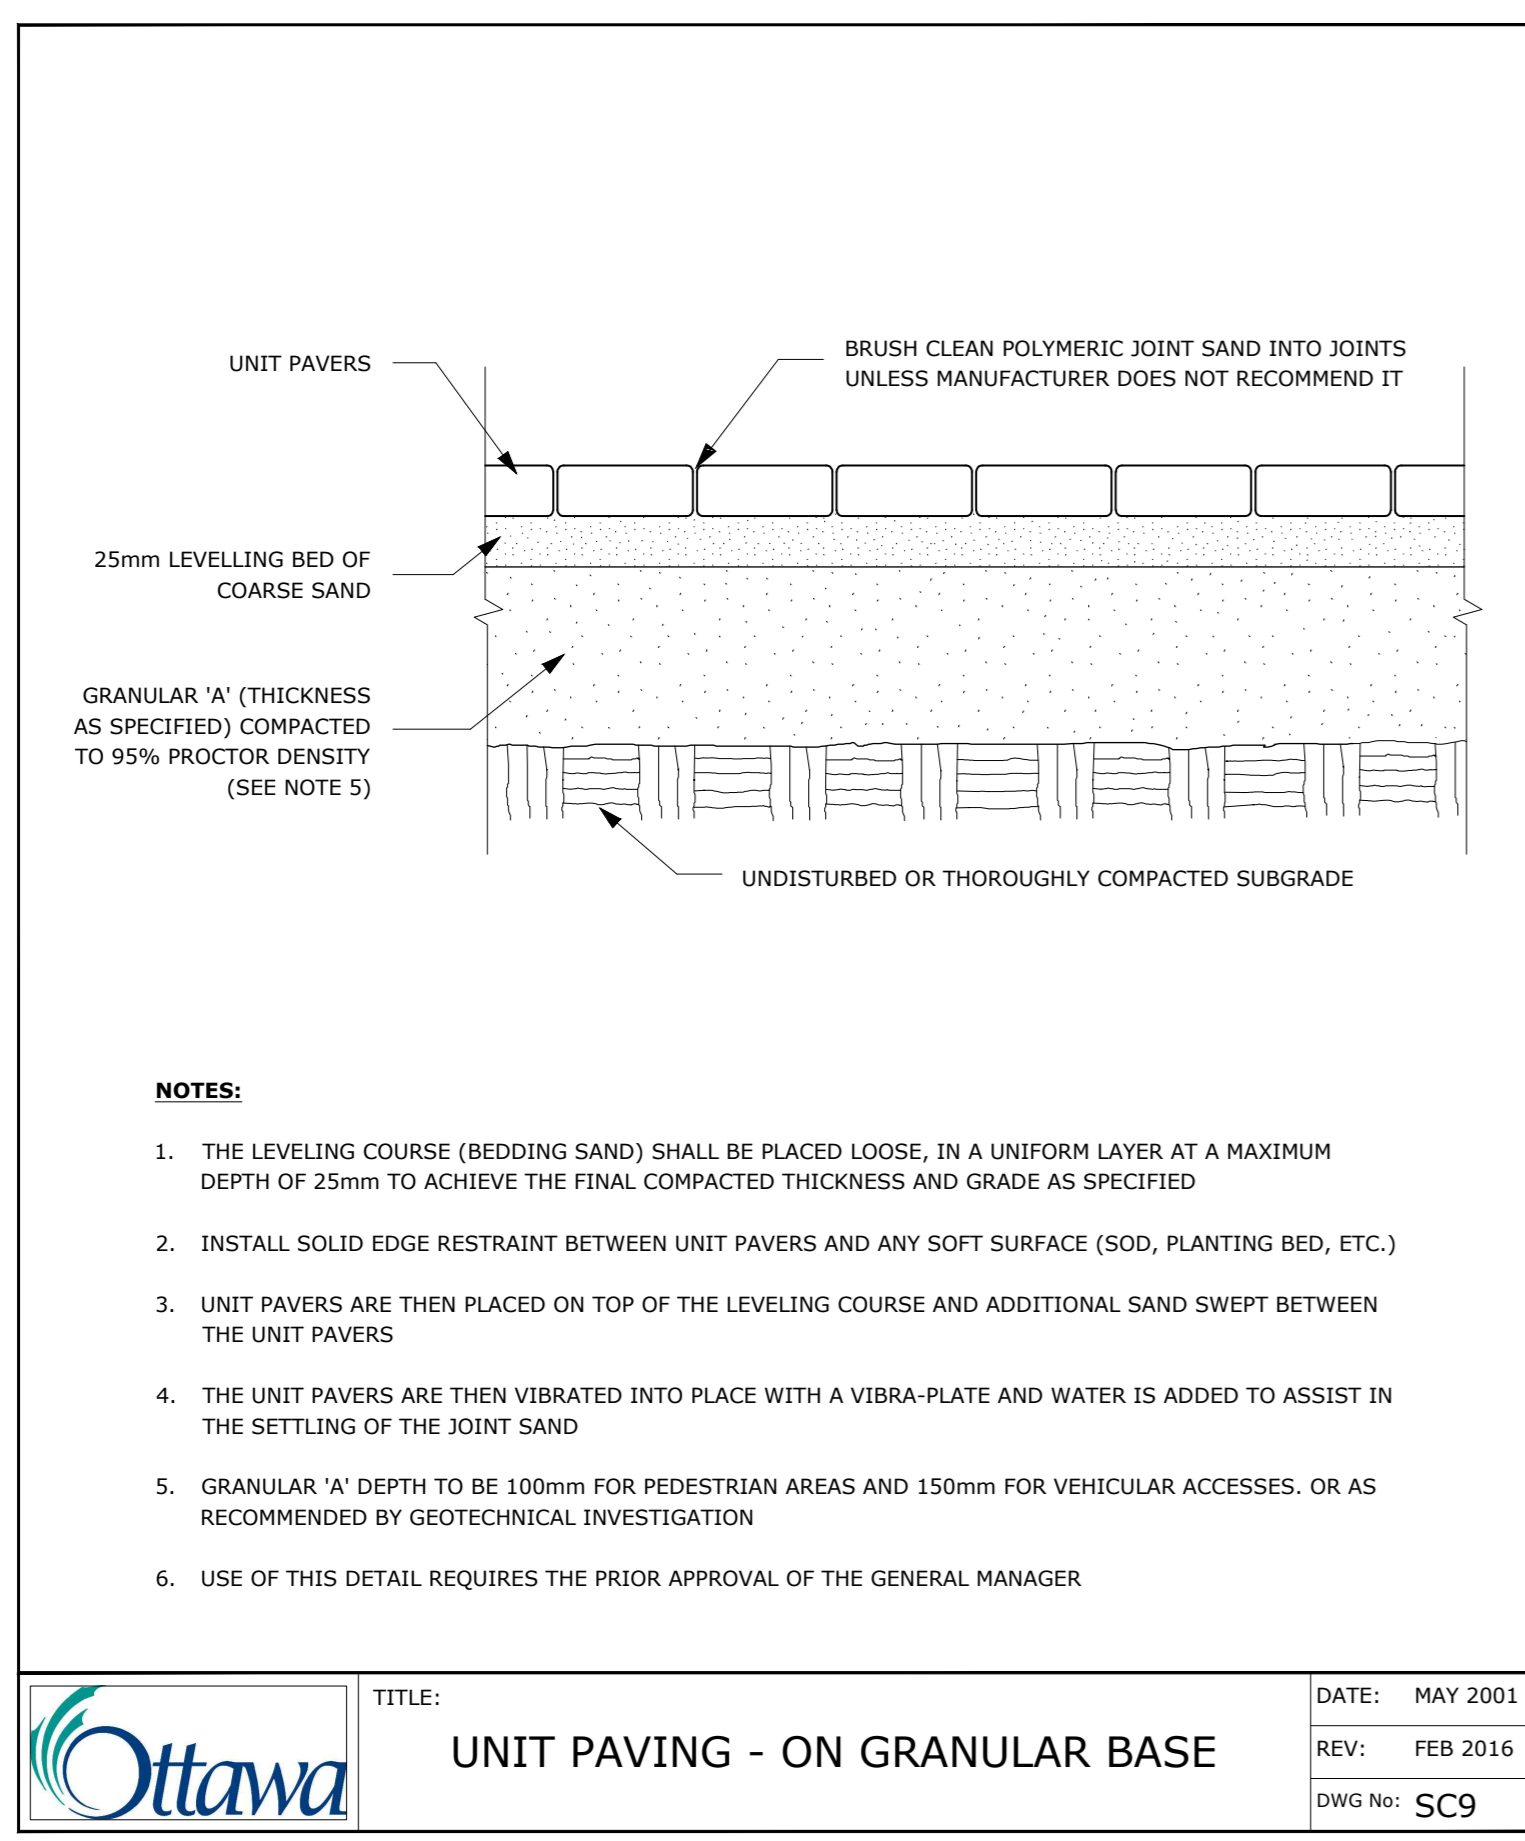 UNIT PAVERS
BRUSH CLEAN POLYMERIC JOINT SAND INTO JOINTS
UNLESS MANUFACTURER DOES NOT RECOMMEND IT
25mm LEVELLING BED OF
COARSE SAND
GRANULAR 'A' (THICKNESS
AS SPECIFIED) COMPACTED
TO 95% PROCTOR DENSITY
(SEE NOTE 5)
UNDISTURBED OR THOROUGHLY COMPACTED SUBGRADE
NOTES:
1. THE LEVELING COURSE (BEDDING SAND) SHALL BE PLACED LOOSE, IN A UNIFORM LAYER AT A MAXIMUM
DEPTH OF 25mm TO ACHIEVE THE FINAL COMPACTED THICKNESS AND GRADE AS SPECIFIED
2. INSTALL SOLID EDGE RESTRAINT BETWEEN UNIT PAVERS AND ANY SOFT SURFACE (SOD, PLANTING BED, ETC.)
3. UNIT PAVERS ARE THEN PLACED ON TOP OF THE LEVELING COURSE AND ADDITIONAL SAND SWEPT BETWEEN
THE UNIT PAVERS
4. THE UNIT PAVERS ARE THEN VIBRATED INTO PLACE WITH A VIBRA-PLATE AND WATER IS ADDED TO ASSIST IN
THE SETTLING OF THE JOINT SAND
5. GRANULAR 'A' DEPTH TO BE 100mm FOR PEDESTRIAN AREAS AND 150mm FOR VEHICULAR ACCESSES. OR AS
RECOMMENDED BY GEOTECHNICAL INVESTIGATION
6. USE OF THIS DETAIL REQUIRES THE PRIOR APPROVAL OF THE GENERAL MANAGER
Ottawa
TITLE:
UNIT PAVING - ON GRANULAR BASE
DATE: MAY 2001
REV: FEB 2016
DWG No: SC9